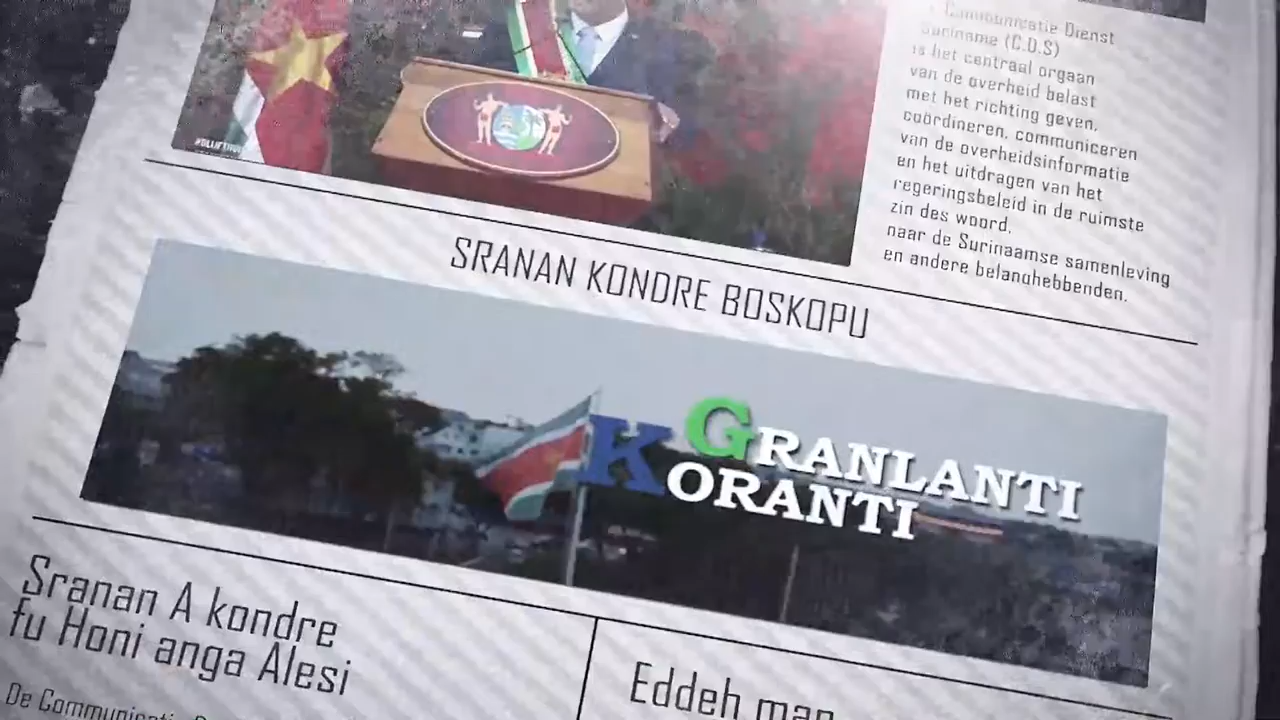 Communicatie Dienst
Suriname (C.D.S)
is het centraal orgaan
van de overheid belast
met het richting geven,
coördineren, communiceren
van de overheidsinformatie
en het uitdragen van het
regeringsbeleid in de ruimste
zin des woord,
naar de Surinaamse samenleving
en andere belanghebbenden.
SRANAN KONDRE BOSKOPU
GRANLANTI
KORANTI
Sranan A kondre
fu Honi anga Alesi
De Communicatie
Eddeh man